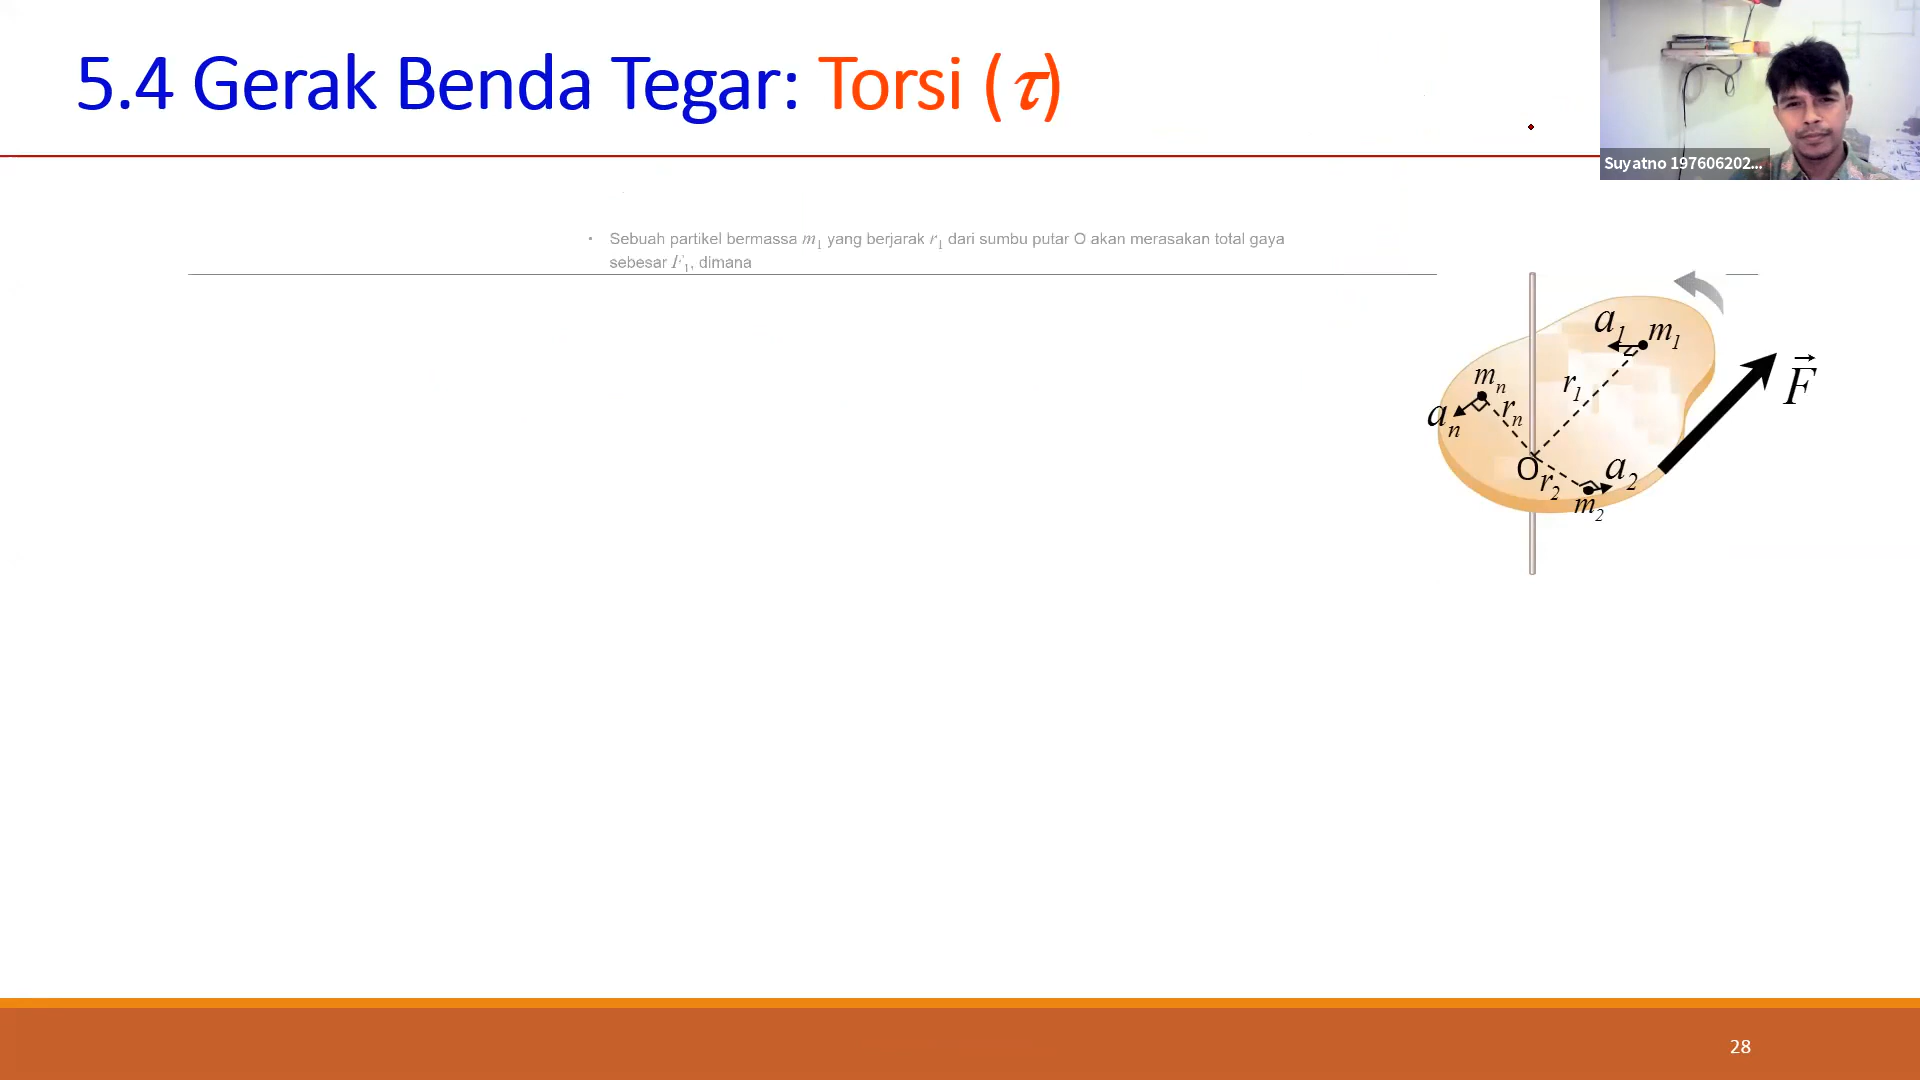 5.4 Gerak Benda Tegar: Torsi (τ)
Suyatno 197606202...
• Sebuah partikel bermassa m₁ yang berjarak r₁ dari sumbu putar O akan merasakan total gaya
sebesar F₁, dimana
a₁ m₁
mₙ r₁ F⃗
aₙ rₙ
O r₂ a₂
m₂
28